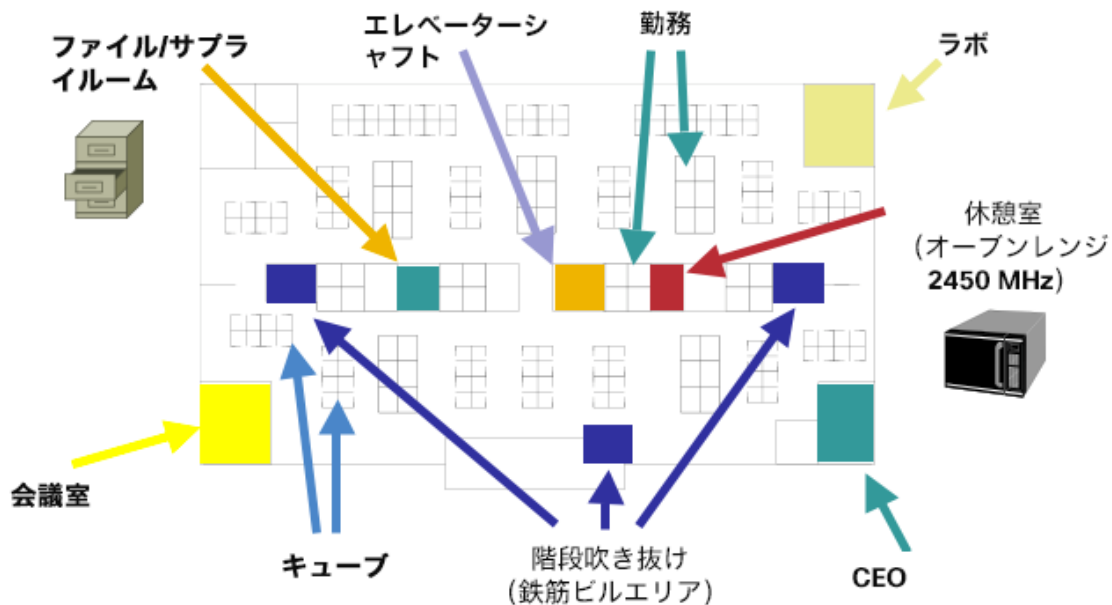 ファイル/サプラ
イルーム
エレベーターシ
ャフト
勤務
ラボ
休憩室
(オーブンレンジ
2450 MHz)
会議室
キューブ
階段吹き抜け
(鉄筋ビルエリア)
CEO